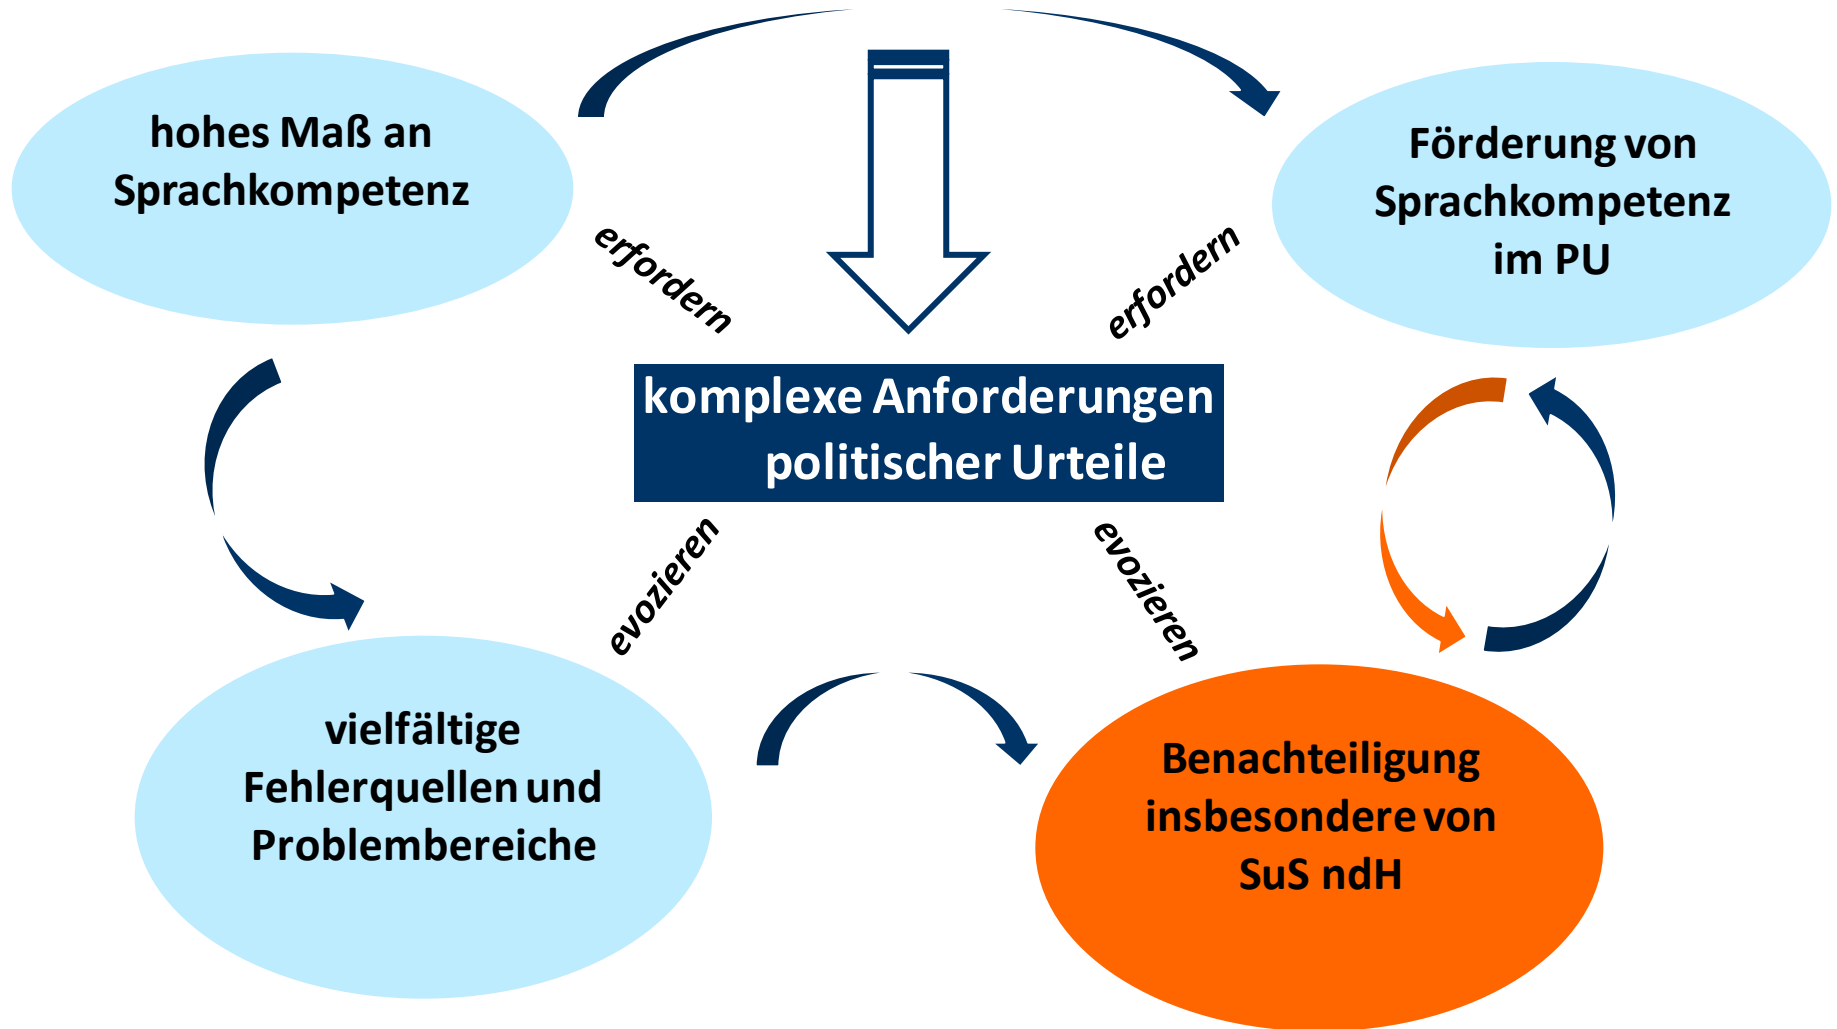 hohes Maß an
Sprachkompetenz
Förderung von
Sprachkompetenz
im PU
erfordern
erfordern
komplexe Anforderungen
politischer Urteile
evozieren
evozieren
vielfältige
Fehlerquellen und
Problembereiche
Benachteiligung
insbesondere von
SuS ndH